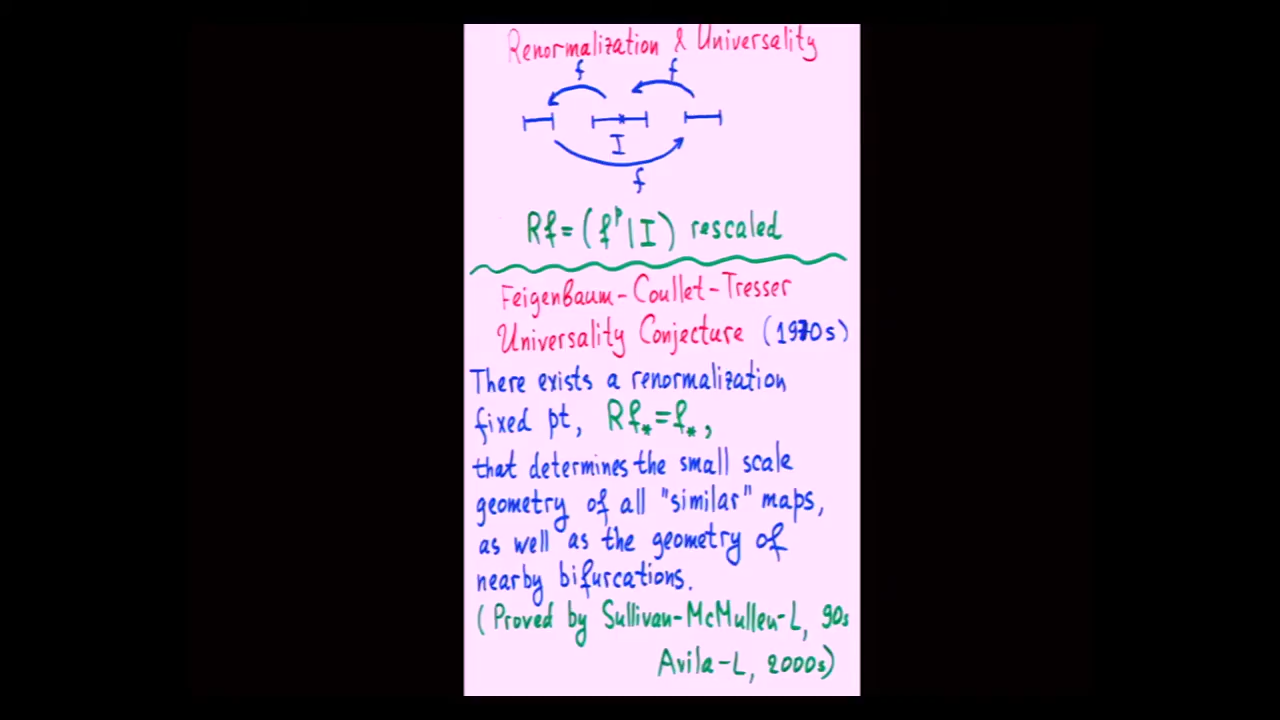 Renormalization & Universality
f f
I
f
Rf = (f^p | I) rescaled
Feigenbaum-Coullet-Tresser
Universality Conjecture (1970s)
There exists a renormalization
fixed pt, Rf_* = f_*,
that determines the small scale
geometry of all "similar" maps,
as well as the geometry of
nearby bifurcations.
(Proved by Sullivan-McMullen-L, 90s
Avila-L, 2000s)